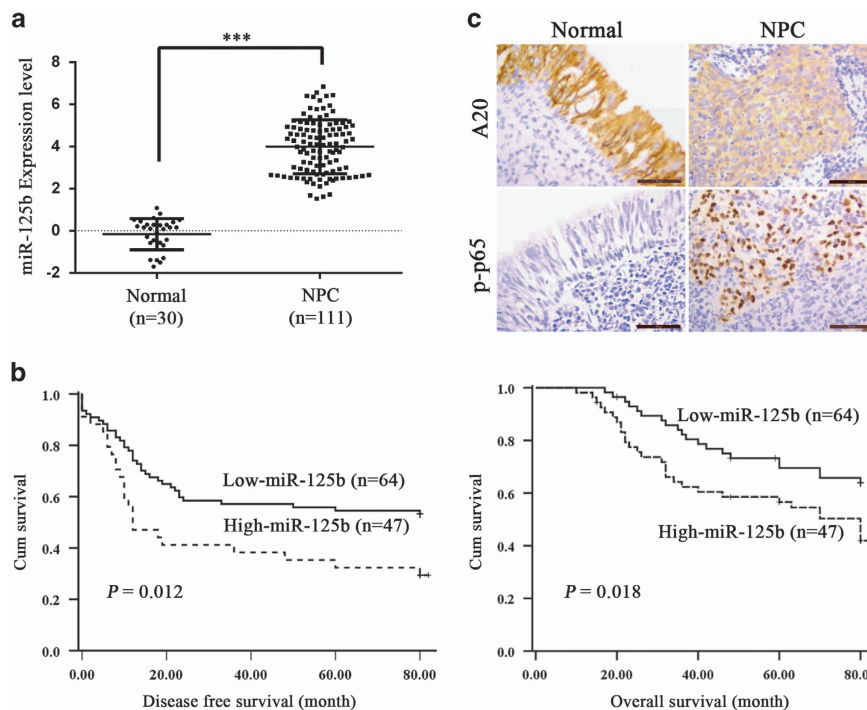 a
***
miR-125b Expression level
8
6
4
2
0
-2
Normal
(n=30)
NPC
(n=111)
c
Normal
NPC
A20
p-p65
b
Cum survival
1.0
0.8
0.6
0.4
0.2
0.0
Low-miR-125b (n=64)
High-miR-125b (n=47)
P = 0.012
0.00
20.00
40.00
60.00
80.00
Disease free survival (month)
Cum survival
1.0
0.8
0.6
0.4
0.2
0.0
Low-miR-125b (n=64)
High-miR-125b (n=47)
P = 0.018
0.00
20.00
40.00
60.00
80.0
Overall survival (month)